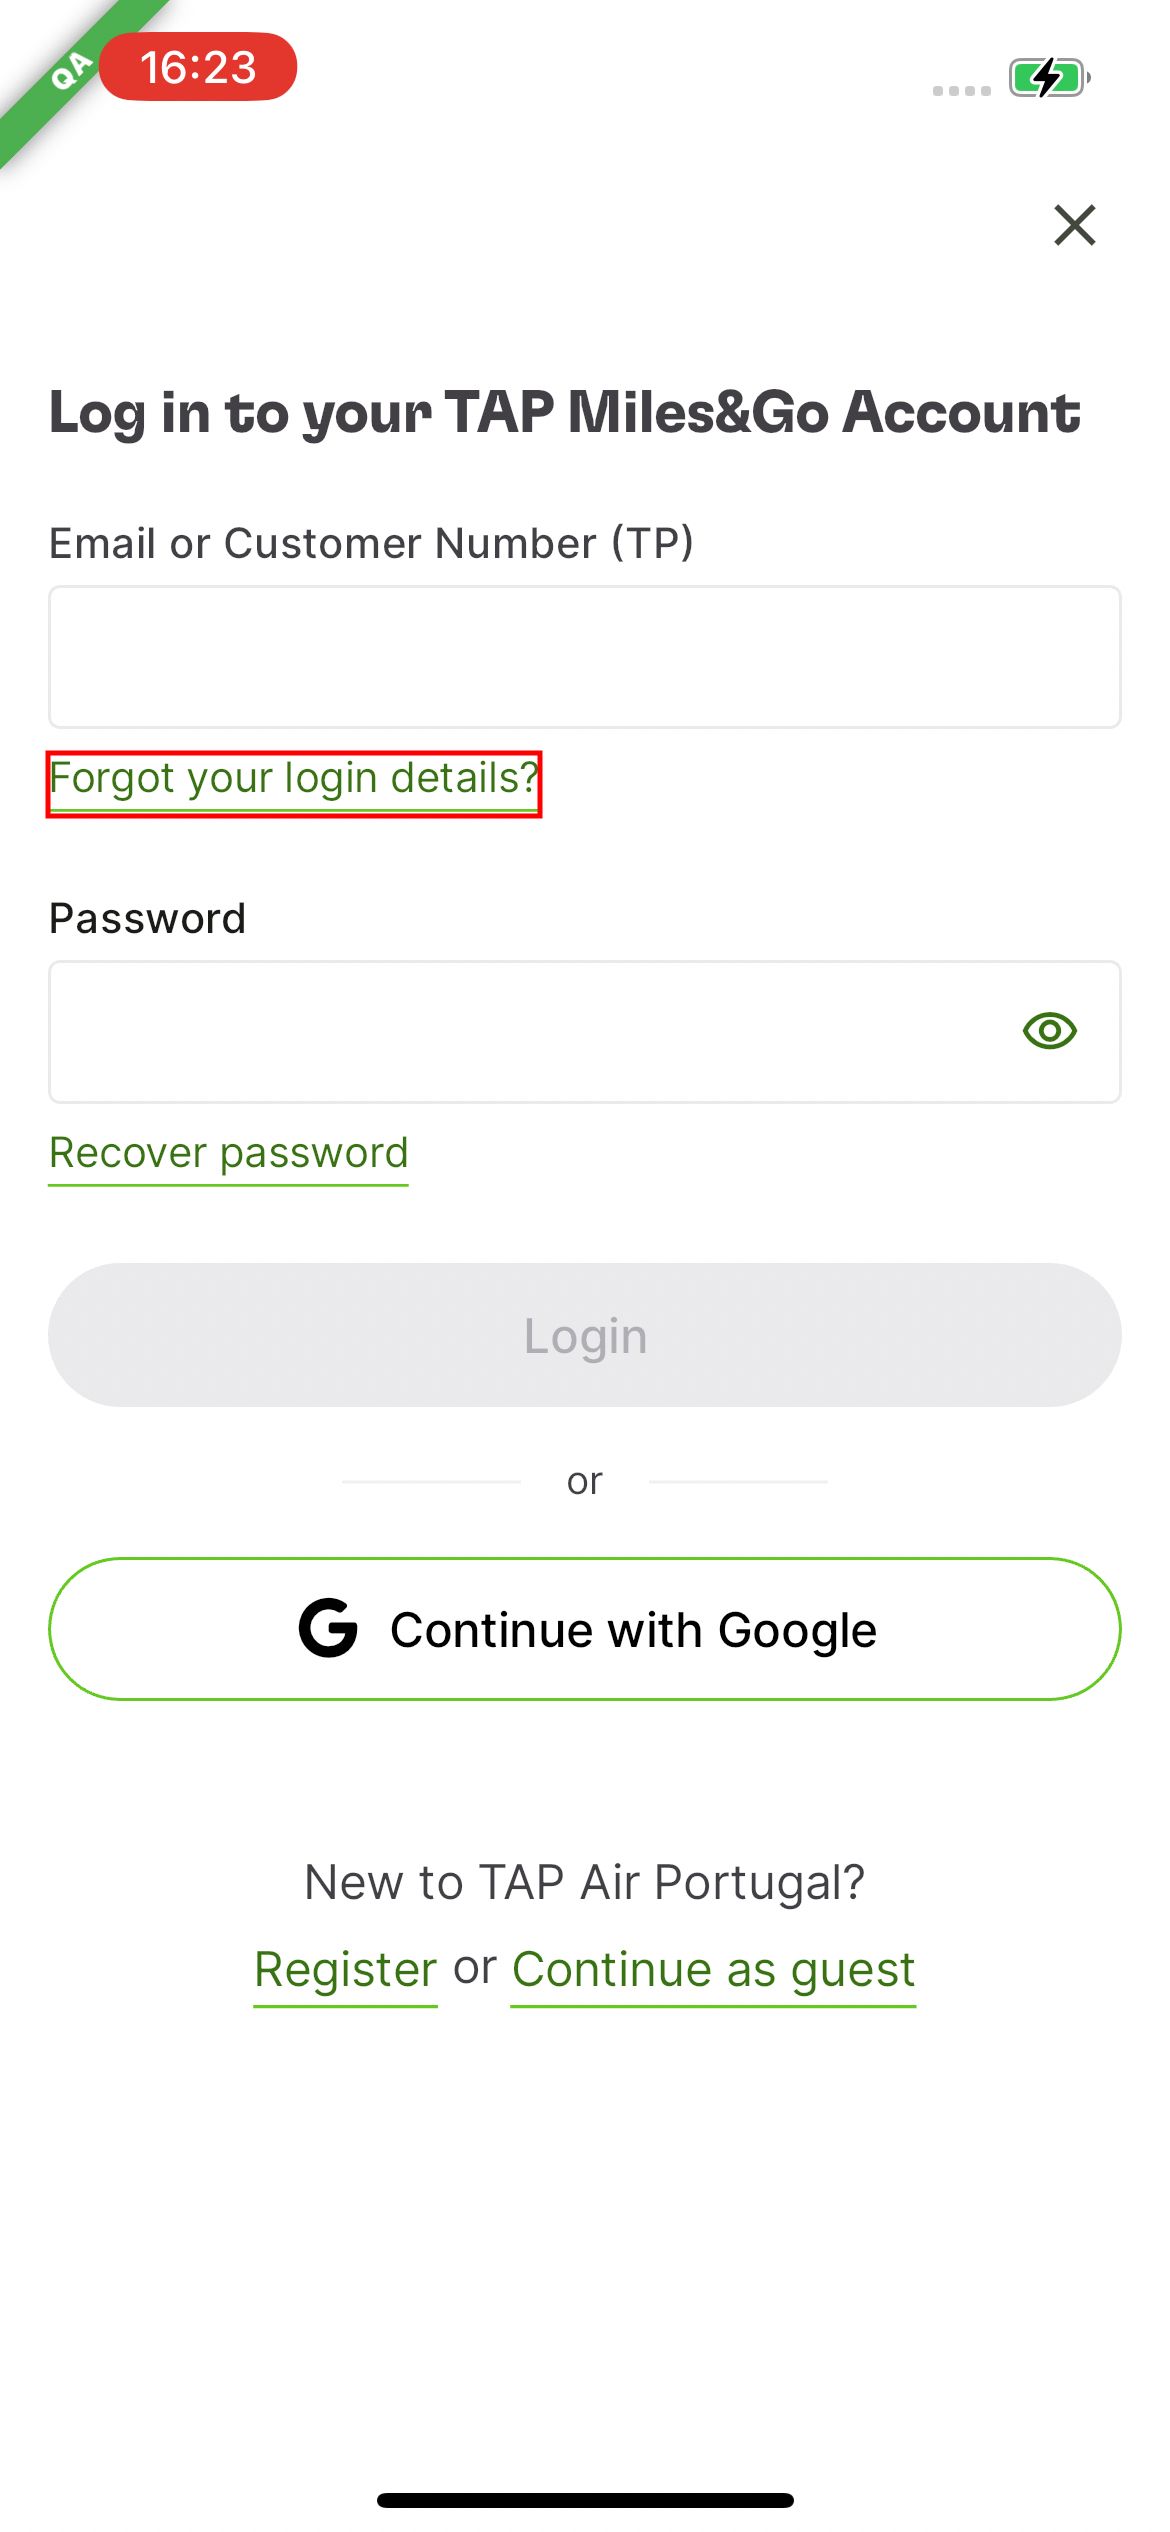 QA
16:23
Log in to your TAP Miles&Go Account
Email or Customer Number (TP)
Forgot your login details?
Password
Recover password
Login
or
Continue with Google
New to TAP Air Portugal?
Register or Continue as guest